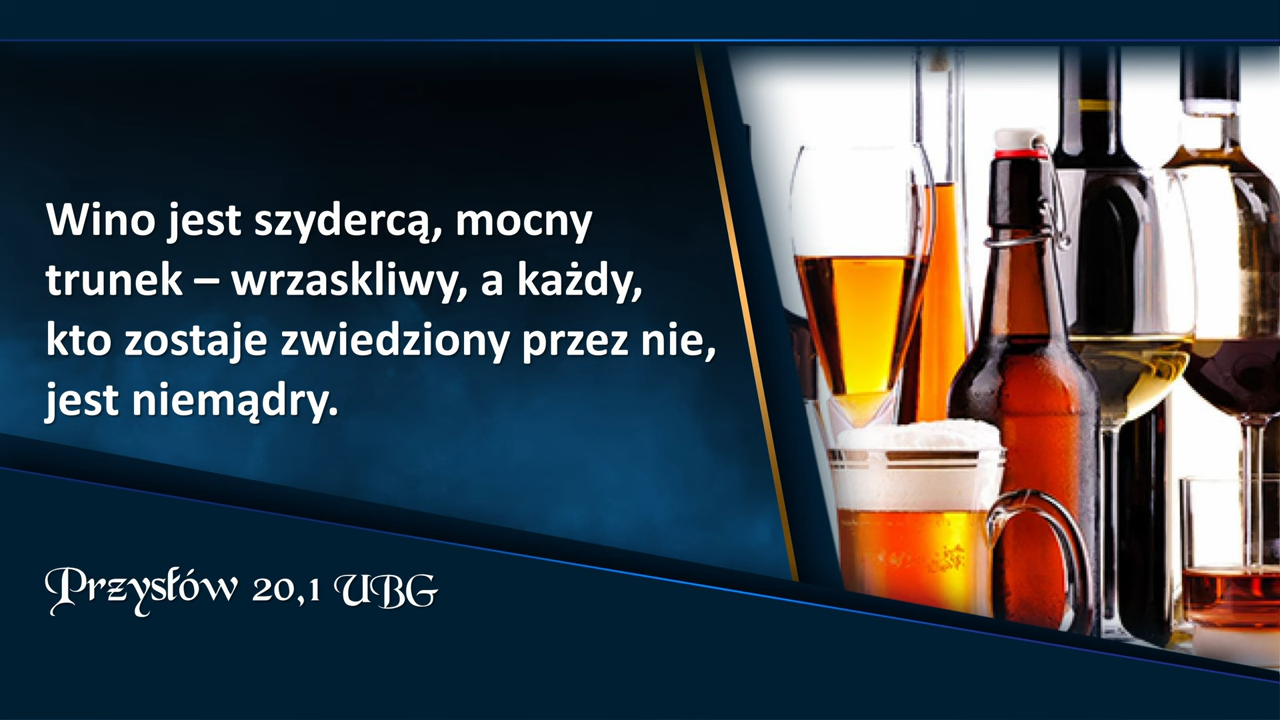 Wino jest szydercą, mocny
trunek – wrzaskliwy, a każdy,
kto zostaje zwiedziony przez nie,
jest niemądry.
Przysłów 20,1 UBG